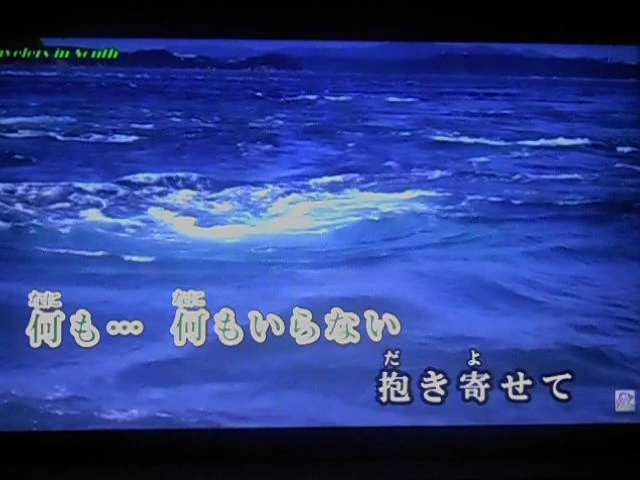 avelers in South
なに なに
何も… 何もいらない
だ よ
抱き寄せて